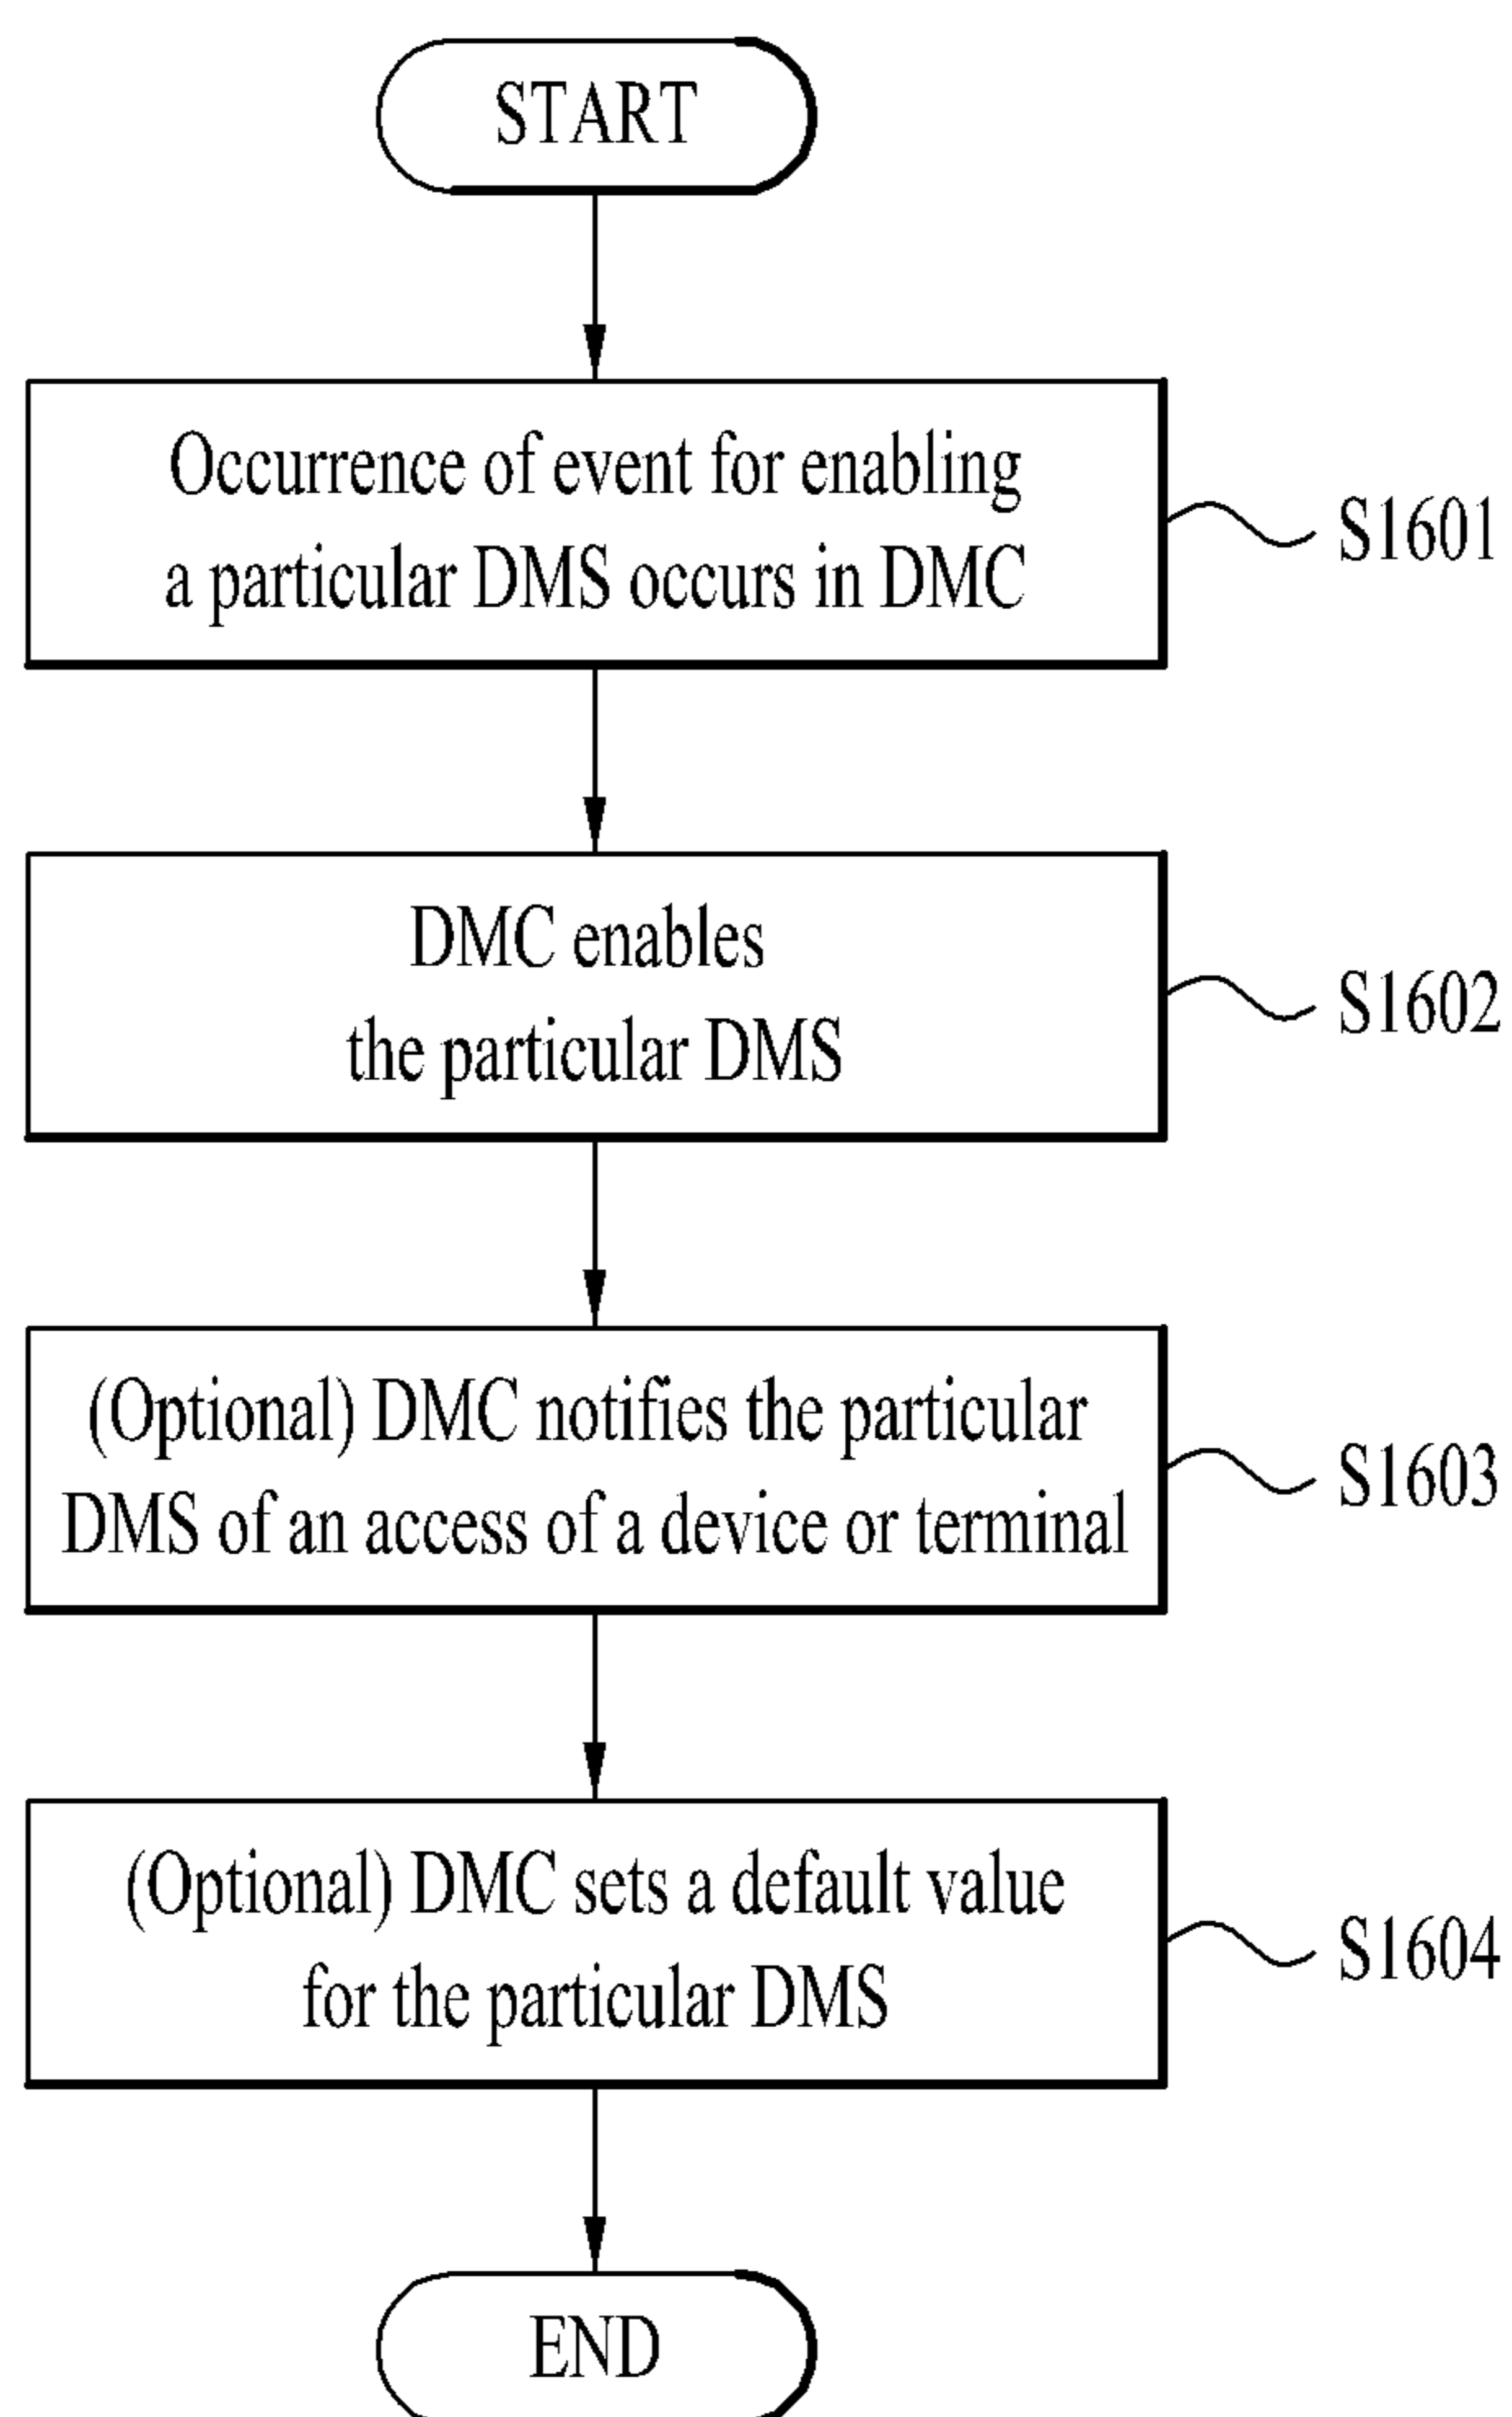 START
Occurrence of event for enabling
a particular DMS occurs in DMC
S1601
DMC enables
the particular DMS
S1602
(Optional) DMC notifies the particular
DMS of an access of a device or terminal
S1603
(Optional) DMC sets a default value
for the particular DMS
S1604
END